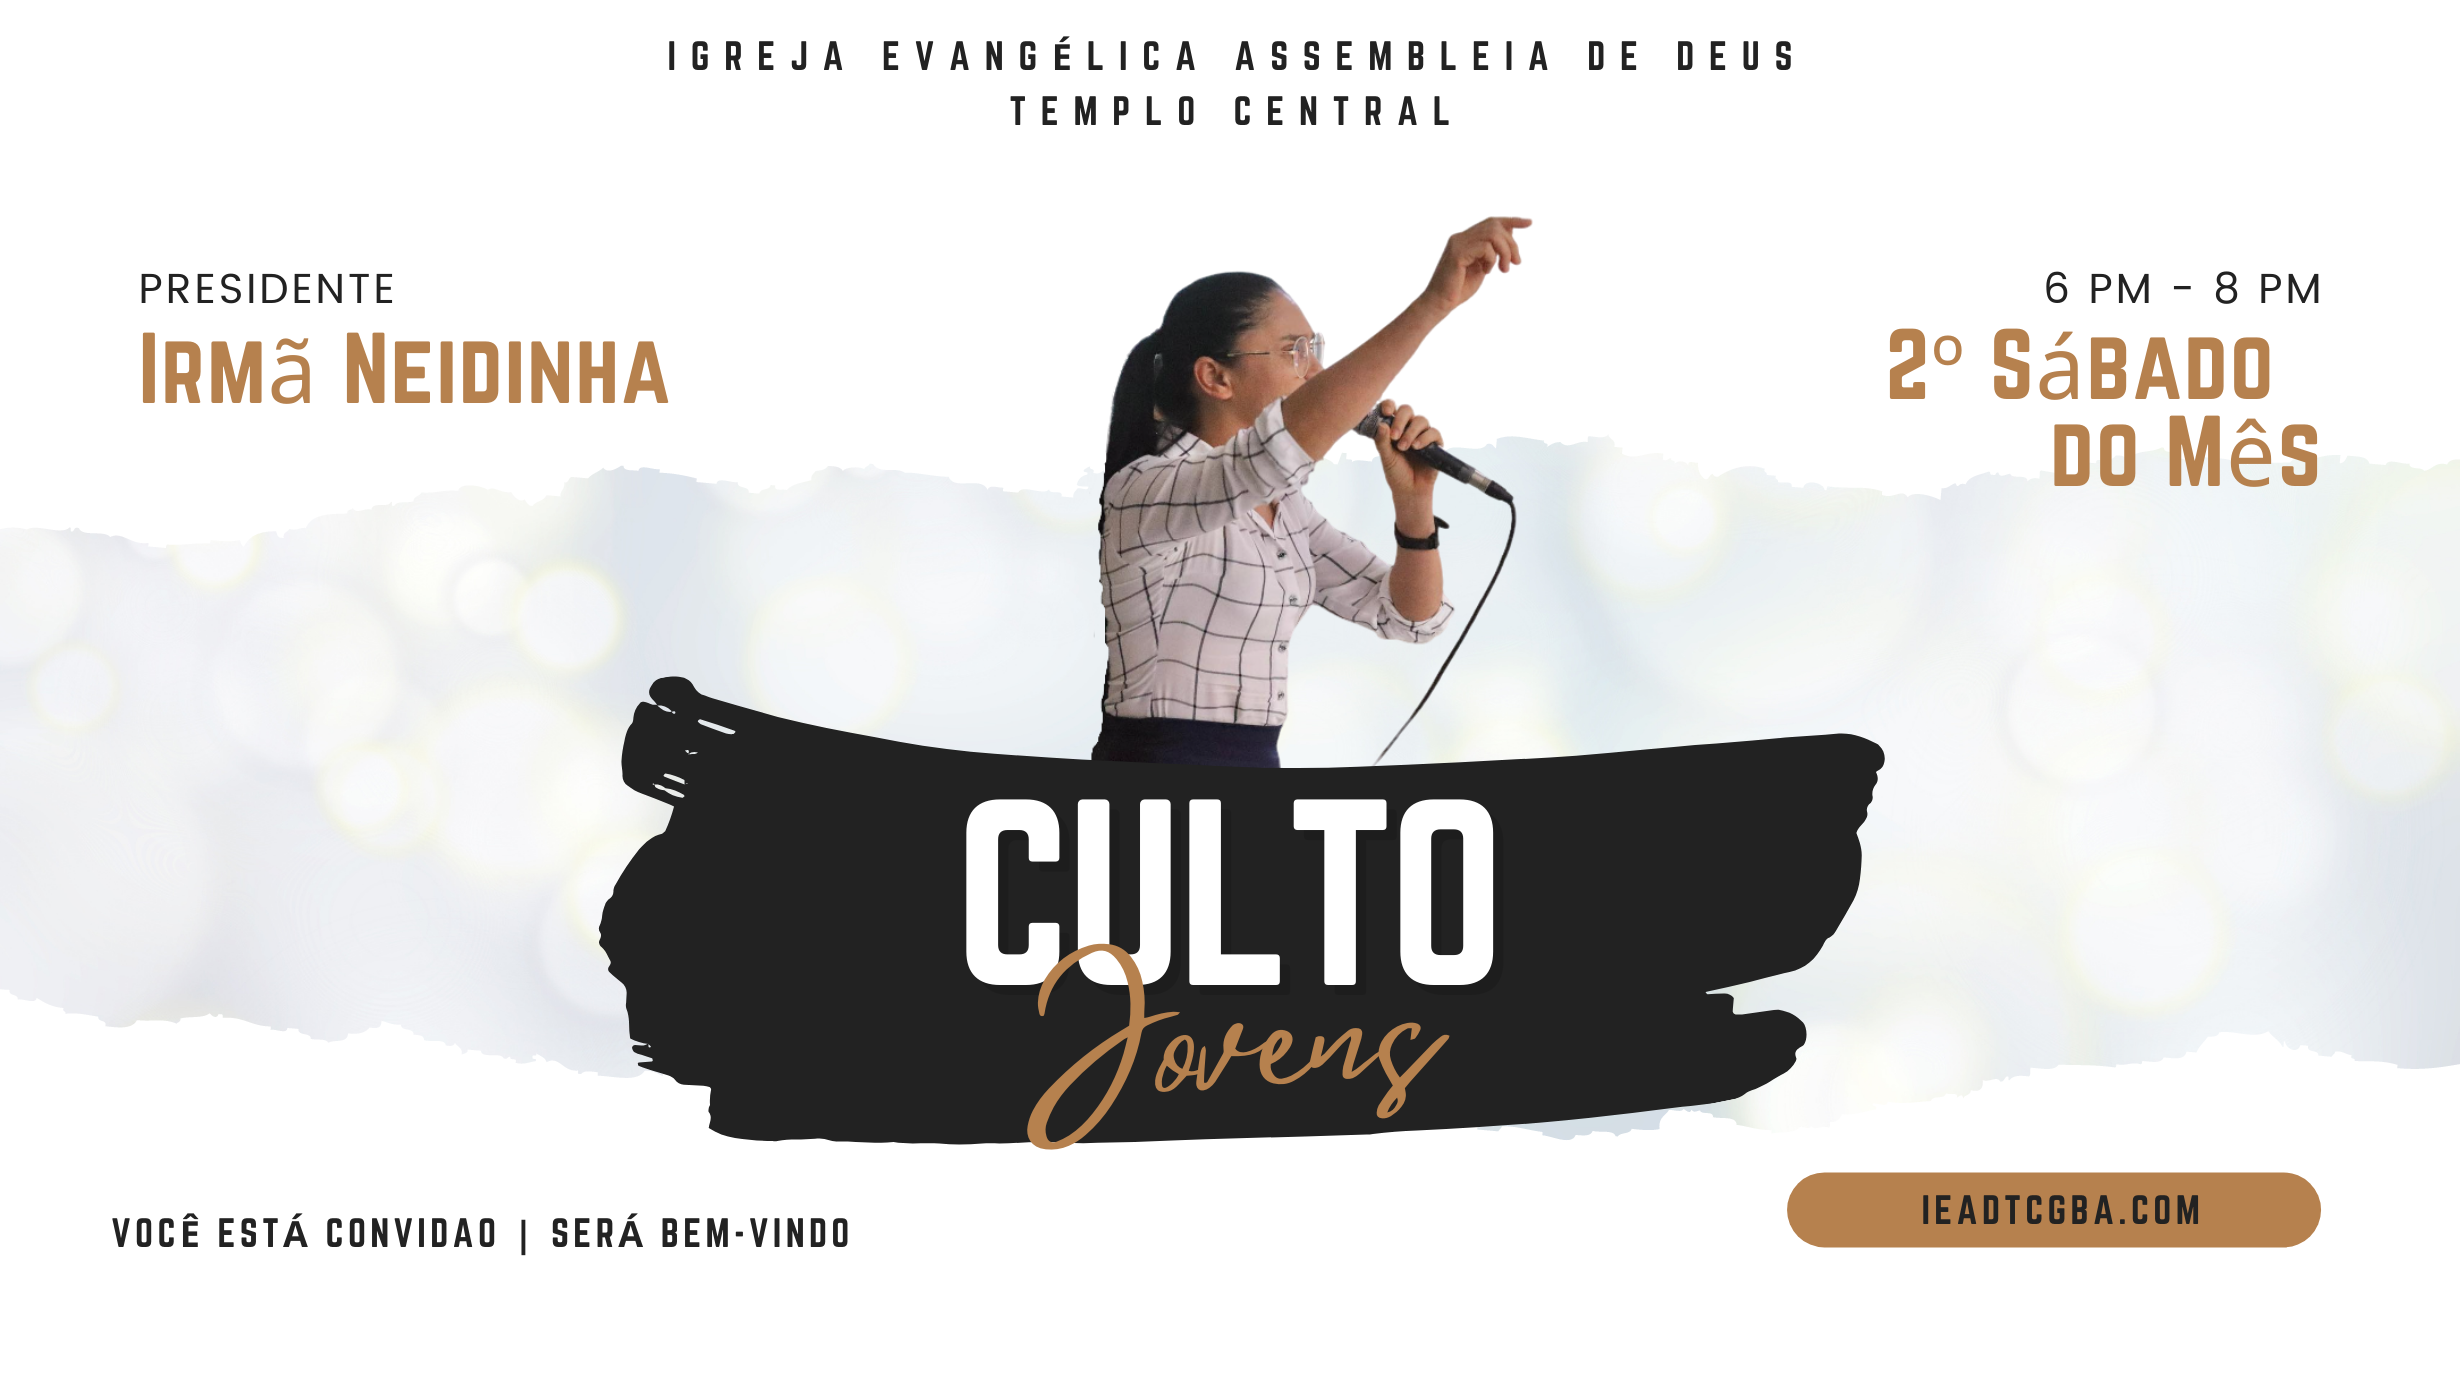 IGREJA EVANGÉLICA ASSEMBLEIA DE DEUS
TEMPLO CENTRAL
PRESIDENTE
Irmã Neidinha
6 PM - 8 PM
2º Sábado
do Mês
CULTO
Jovens
VOCÊ ESTÁ CONVIDAO | SERÁ BEM-VINDO
IEADTCGBA.COM